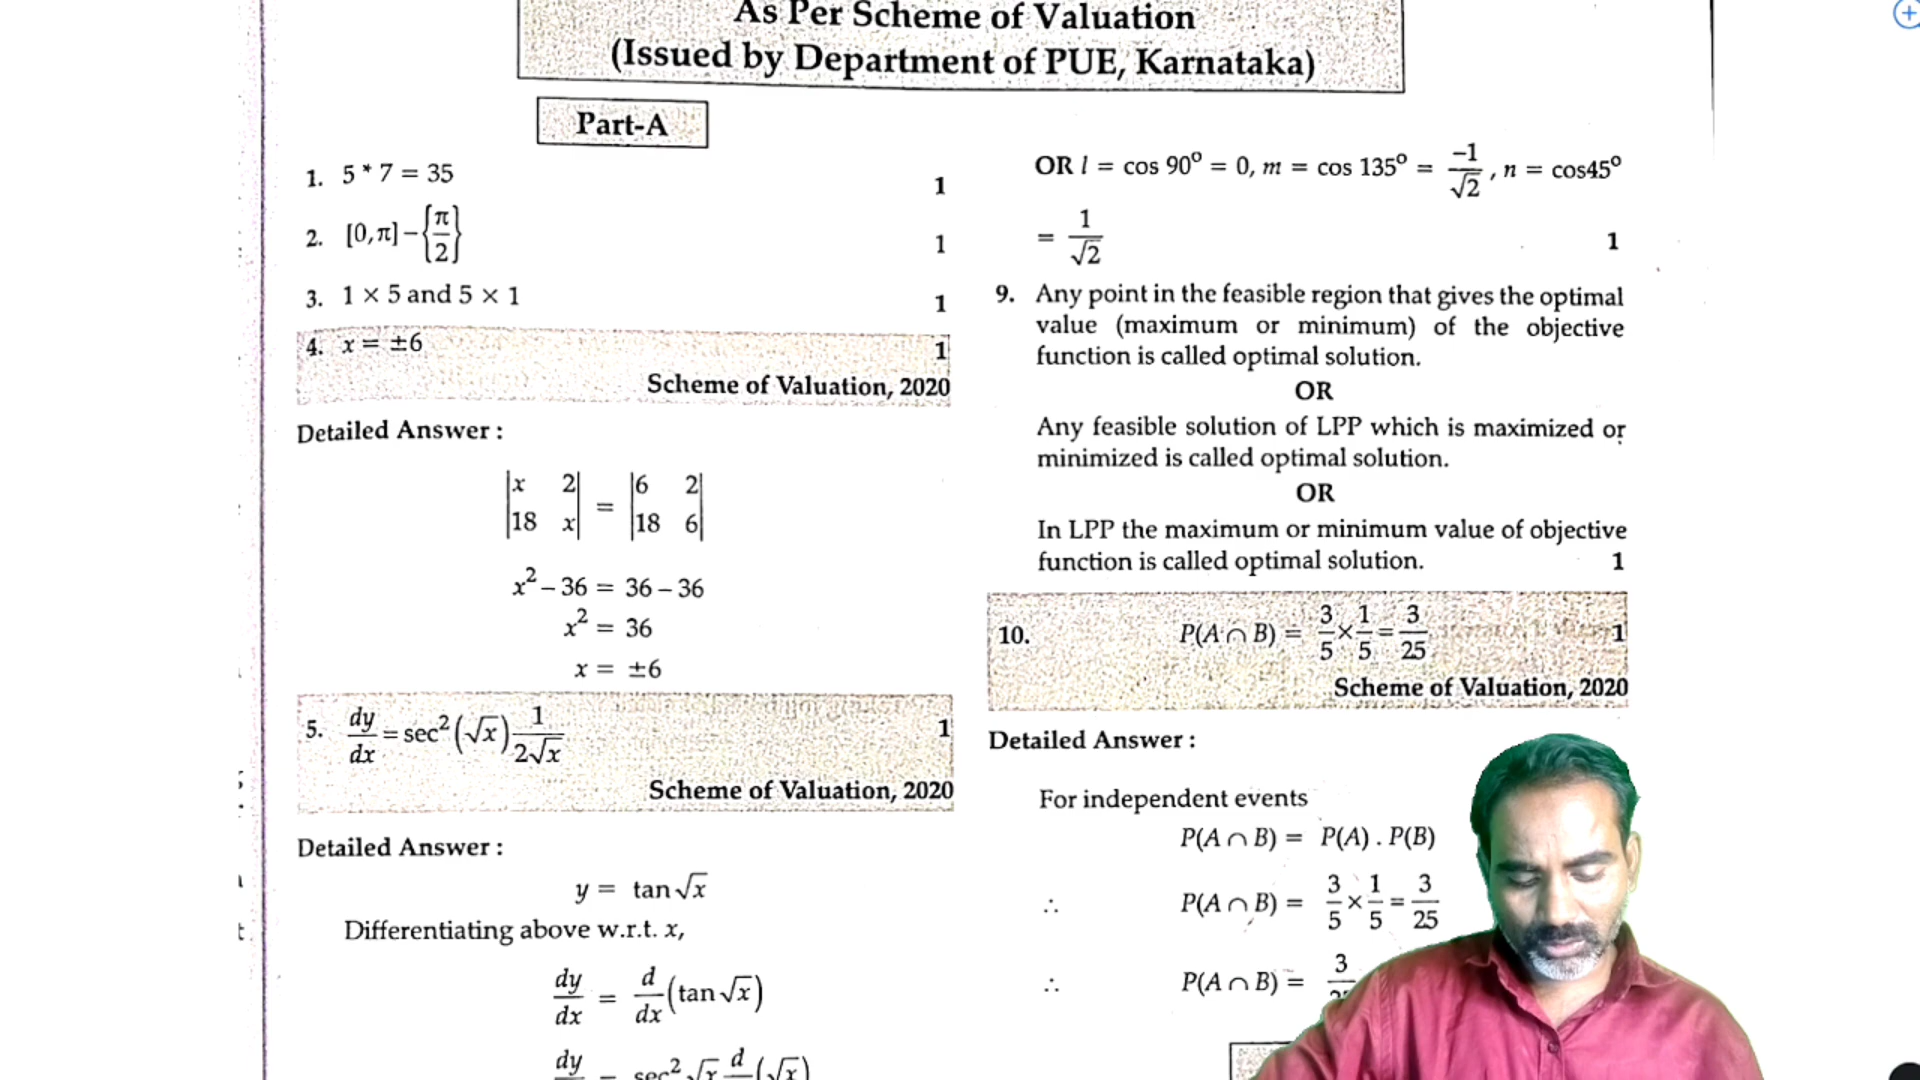 As Per Scheme of Valuation
(Issued by Department of PUE, Karnataka)
Part-A
1. 5 * 7 = 35 1
2. [0,π] − {π/2} 1
3. 1 × 5 and 5 × 1 1
4. x = ±6 1
Scheme of Valuation, 2020
Detailed Answer :
|x 2| = |6 2|
|18 x| |18 6|
x² – 36 = 36 – 36
x² = 36
x = ±6
5. dy/dx = sec² (√x) 1/2√x 1
Scheme of Valuation, 2020
Detailed Answer :
y = tan √x
Differentiating above w.r.t. x,
dy/dx = d/dx (tan √x)
dy = sec² √x d (√x)
OR l = cos 90° = 0, m = cos 135° = −1/√2 , n = cos45°
= 1/√2 1
9. Any point in the feasible region that gives the optimal
value (maximum or minimum) of the objective
function is called optimal solution.
OR
Any feasible solution of LPP which is maximized or
minimized is called optimal solution.
OR
In LPP the maximum or minimum value of objective
function is called optimal solution. 1
10. P(A ∩ B) = 3/5 × 1/5 = 3/25 1
Scheme of Valuation, 2020
Detailed Answer :
For independent events
P(A ∩ B) = P(A) . P(B)
∴ P(A ∩ B) = 3/5 × 1/5 = 3/25
∴ P(A ∩ B) = 3